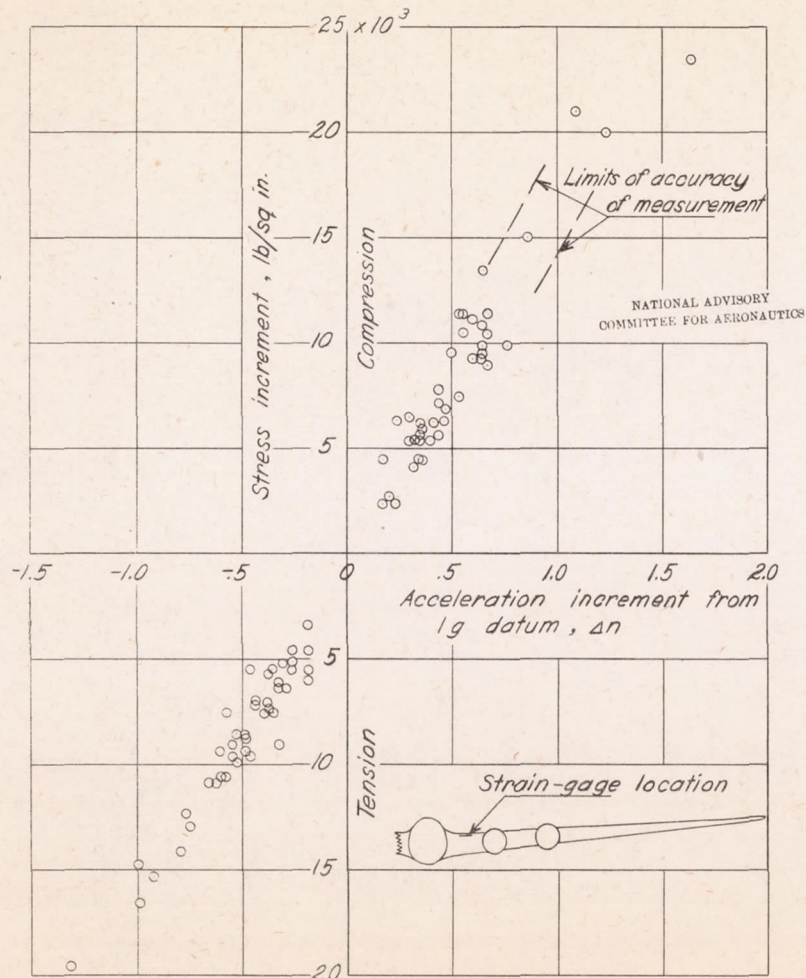 25 x 10³
20
15
10
5
Stress increment, lb/sq in.
Compression
Limits of accuracy
of measurement
NATIONAL ADVISORY
COMMITTEE FOR AERONAUTICS
-1.5
-1.0
-.5
0
.5
1.0
1.5
2.0
Acceleration increment from
1g datum, Δn
5
10
15
20
Tension
Strain-gage location